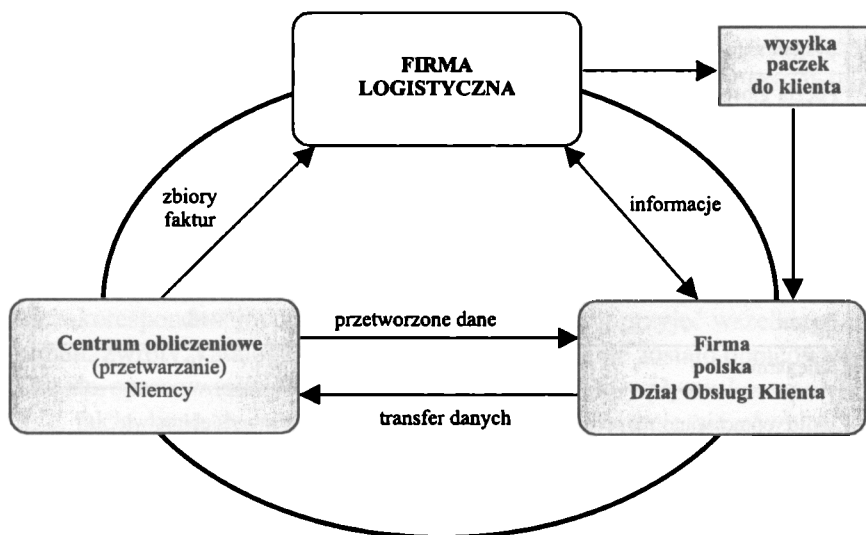 FIRMA
LOGISTYCZNA
wysyłka
paczek
do klienta
zbiory
faktur
informacje
Centrum obliczeniowe
(przetwarzanie)
Niemcy
przetworzone dane
transfer danych
Firma
polska
Dział Obsługi Klienta